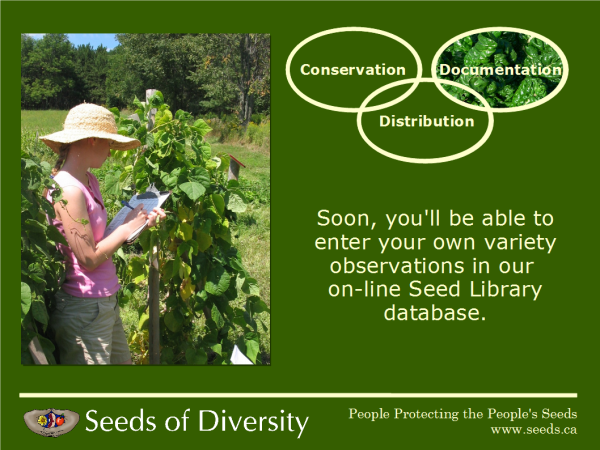 Conservation
Documentation
Distribution
Soon, you'll be able to
enter your own variety
observations in our
on-line Seed Library
database.
Seeds of Diversity
People Protecting the People's Seeds
www.seeds.ca